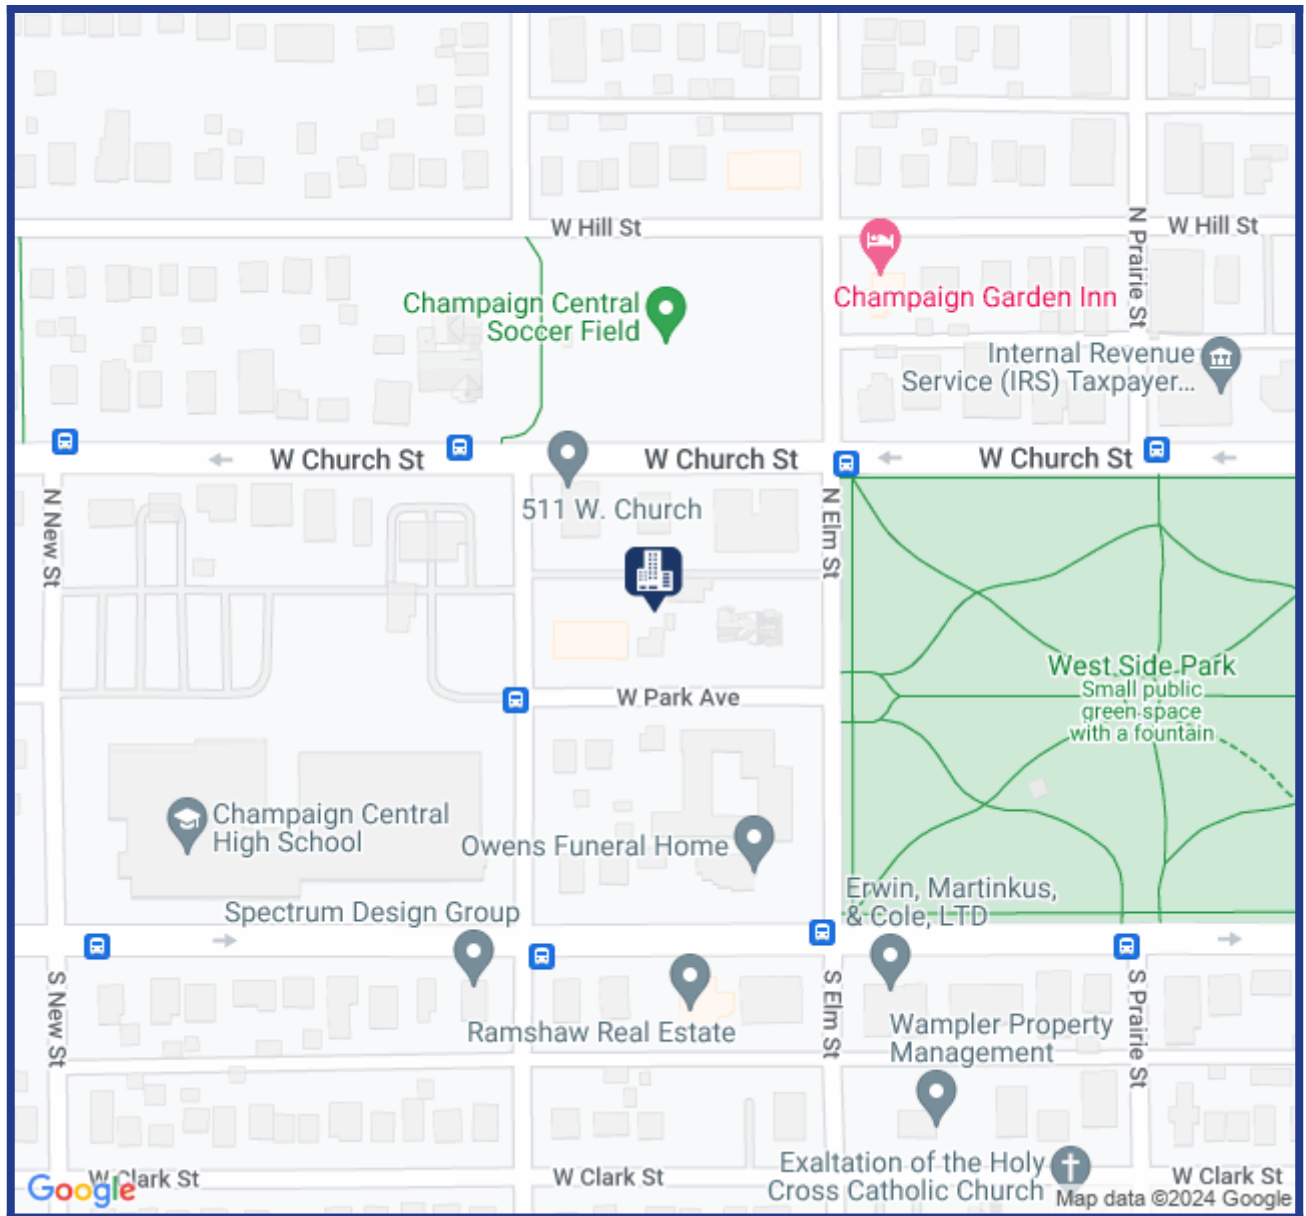 W Hill St
N Prairie St
W Hill St
Champaign Garden Inn
Champaign Central
Soccer Field
Internal Revenue
Service (IRS) Taxpayer...
W Church St
W Church St
W Church St
N New St
511 W. Church
N Elm St
West Side Park
Small public
green space
with a fountain
W Park Ave
Champaign Central
High School
Owens Funeral Home
Erwin, Martinkus,
& Cole, LTD
Spectrum Design Group
S New St
S Elm St
S Prairie St
Ramshaw Real Estate
Wampler Property
Management
Exaltation of the Holy
Cross Catholic Church
W Clark St
W Clark St
W Clark St
Google
Map data ©2024 Google